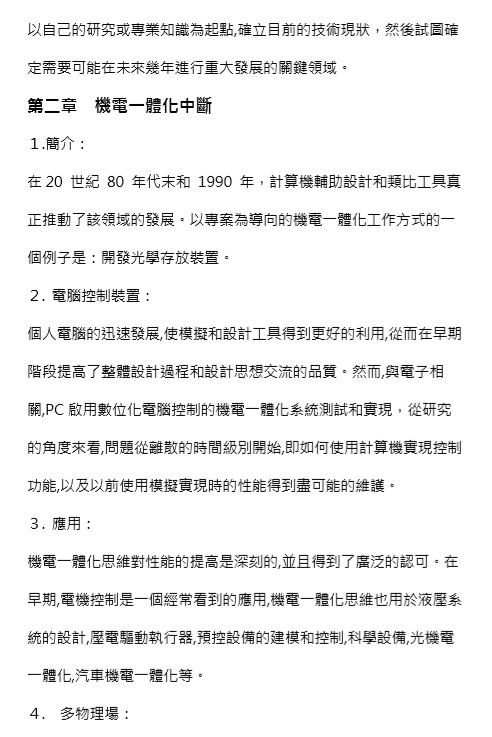 以自己的研究或專業知識為起點,確立目前的技術現狀，然後試圖確
定需要可能在未來幾年進行重大發展的關鍵領域。
第二章　機電一體化中斷
１.簡介：
在20 世紀 80 年代末和 1990 年，計算機輔助設計和類比工具真
正推動了該領域的發展。以專案為導向的機電一體化工作方式的一
個例子是：開發光學存放裝置。
２. 電腦控制裝置：
個人電腦的迅速發展,使模擬和設計工具得到更好的利用,從而在早期
階段提高了整體設計過程和設計思想交流的品質。然而,與電子相
關,PC 啟用數位化電腦控制的機電一體化系統測試和實現，從研究
的角度來看,問題從離散的時間級別開始,即如何使用計算機實現控制
功能,以及以前使用模擬實現時的性能得到盡可能的維護。
３. 應用：
機電一體化思維對性能的提高是深刻的,並且得到了廣泛的認可。在
早期,電機控制是一個經常看到的應用,機電一體化思維也用於液壓系
統的設計,壓電驅動執行器,預控設備的建模和控制,科學設備,光機電
一體化,汽車機電一體化等。
４.　多物理場：